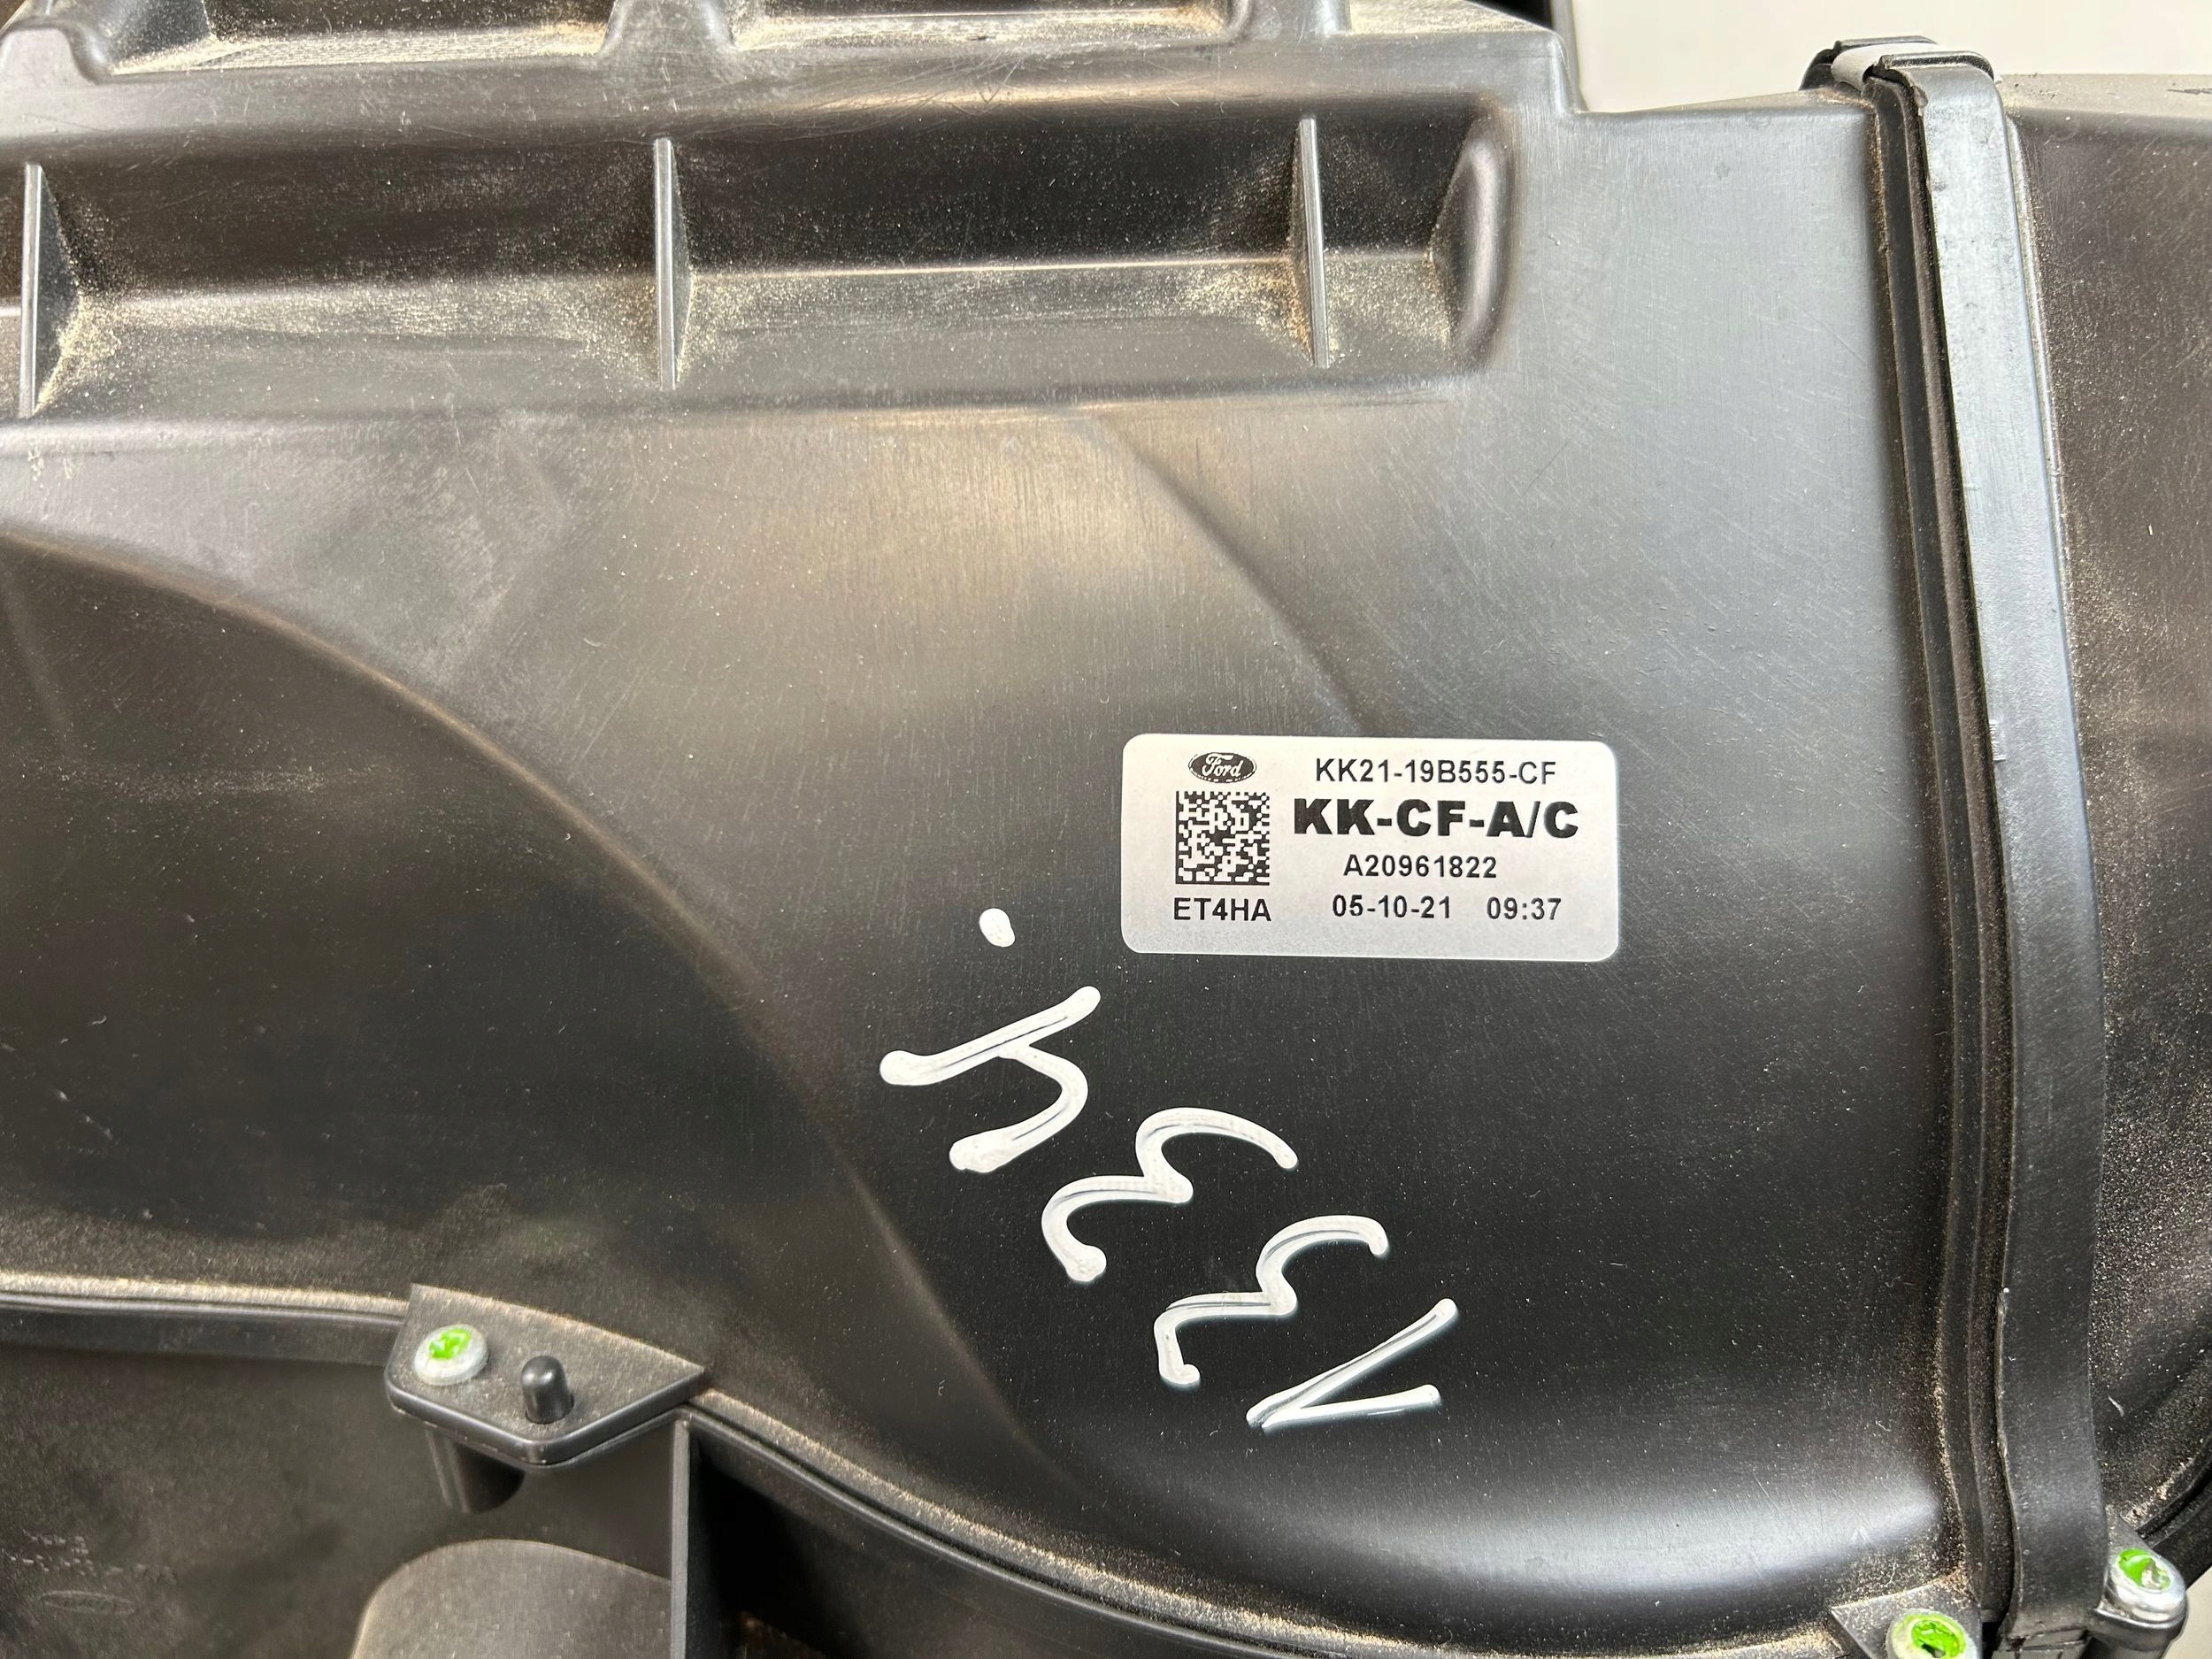 Ford
KK21-19B555-CF
KK-CF-A/C
A20961822
ET4HA 05-10-21 09:37